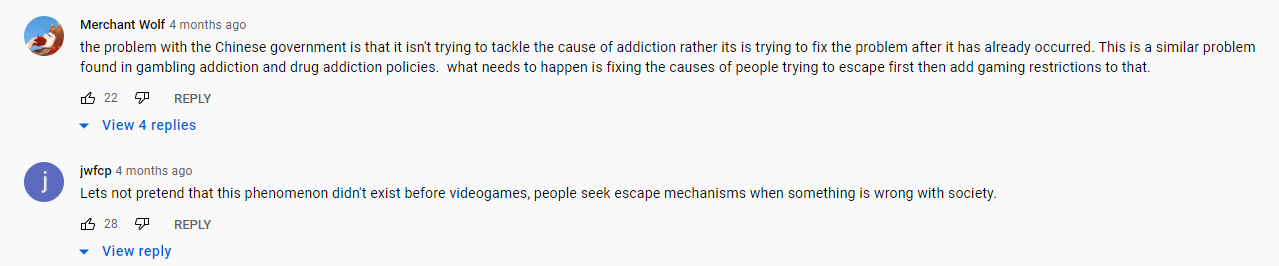 Merchant Wolf 4 months ago
the problem with the Chinese government is that it isn't trying to tackle the cause of addiction rather its is trying to fix the problem after it has already occurred. This is a similar problem
found in gambling addiction and drug addiction policies.  what needs to happen is fixing the causes of people trying to escape first then add gaming restrictions to that.
22 REPLY
View 4 replies
j
jwfcp 4 months ago
Lets not pretend that this phenomenon didn't exist before videogames, people seek escape mechanisms when something is wrong with society.
28 REPLY
View reply